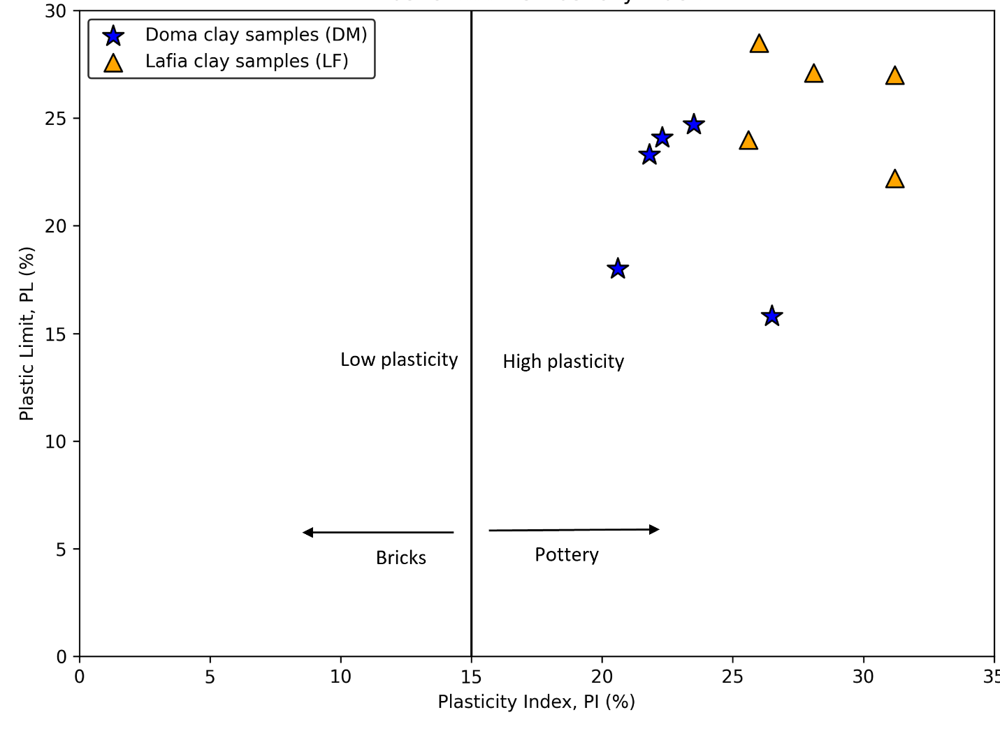 30
Doma clay samples (DM)
Lafia clay samples (LF)
25
20
15
10
5
0
Plastic Limit, PL (%)
Low plasticity
High plasticity
Bricks
Pottery
0 5 10 15 20 25 30 35
Plasticity Index, PI (%)